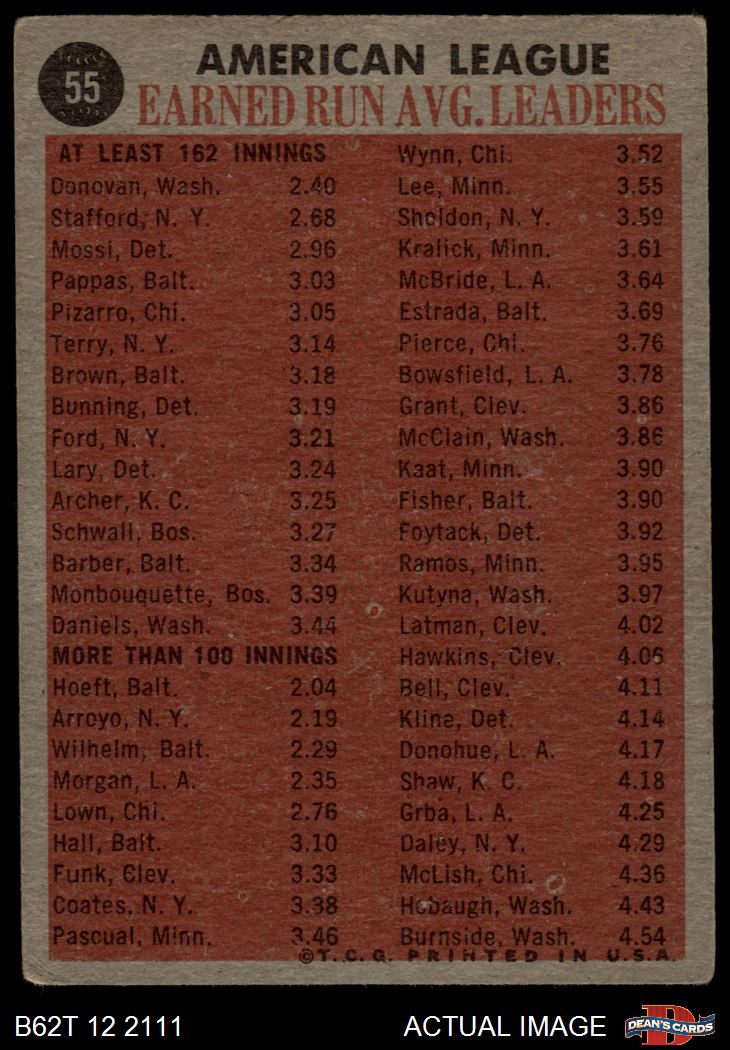 55
AMERICAN LEAGUE
EARNED RUN AVG. LEADERS
AT LEAST 162 INNINGS
Donovan, Wash. 2.40
Stafford, N. Y. 2.68
Mossi, Det. 2.96
Pappas, Balt. 3.03
Pizarro, Chi. 3.05
Terry, N. Y. 3.14
Brown, Balt. 3.18
Bunning, Det. 3.19
Ford, N. Y. 3.21
Lary, Det. 3.24
Archer, K. C. 3.25
Schwall, Bos. 3.27
Barber, Balt. 3.34
Monbouquette, Bos. 3.39
Daniels, Wash. 3.44
MORE THAN 100 INNINGS
Hoeft, Balt. 2.04
Arroyo, N. Y. 2.19
Wilhelm, Balt. 2.29
Morgan, L. A. 2.35
Lown, Chi. 2.76
Hall, Balt. 3.10
Funk, Clev. 3.33
Coates, N. Y. 3.38
Pascual, Minn. 3.46
Wynn, Chi. 3.52
Lee, Minn. 3.55
Sheldon, N. Y. 3.59
Kralick, Minn. 3.61
McBride, L. A. 3.64
Estrada, Balt. 3.69
Pierce, Chi. 3.76
Bowsfield, L. A. 3.78
Grant, Clev. 3.86
McClain, Wash. 3.86
Kaat, Minn. 3.90
Fisher, Balt. 3.90
Foytack, Det. 3.92
Ramos, Minn. 3.95
Kutyna, Wash. 3.97
Latman, Clev. 4.02
Hawkins, Clev. 4.06
Bell, Clev. 4.11
Kline, Det. 4.14
Donohue, L. A. 4.17
Shaw, K. C. 4.18
Grba, L. A. 4.25
Daley, N. Y. 4.29
McLish, Chi. 4.36
Hobaugh, Wash. 4.43
Burnside, Wash. 4.54
©T.C.G. PRINTED IN U.S.A.
B62T 12 2111 ACTUAL IMAGE
D
DEAN'S CARDS